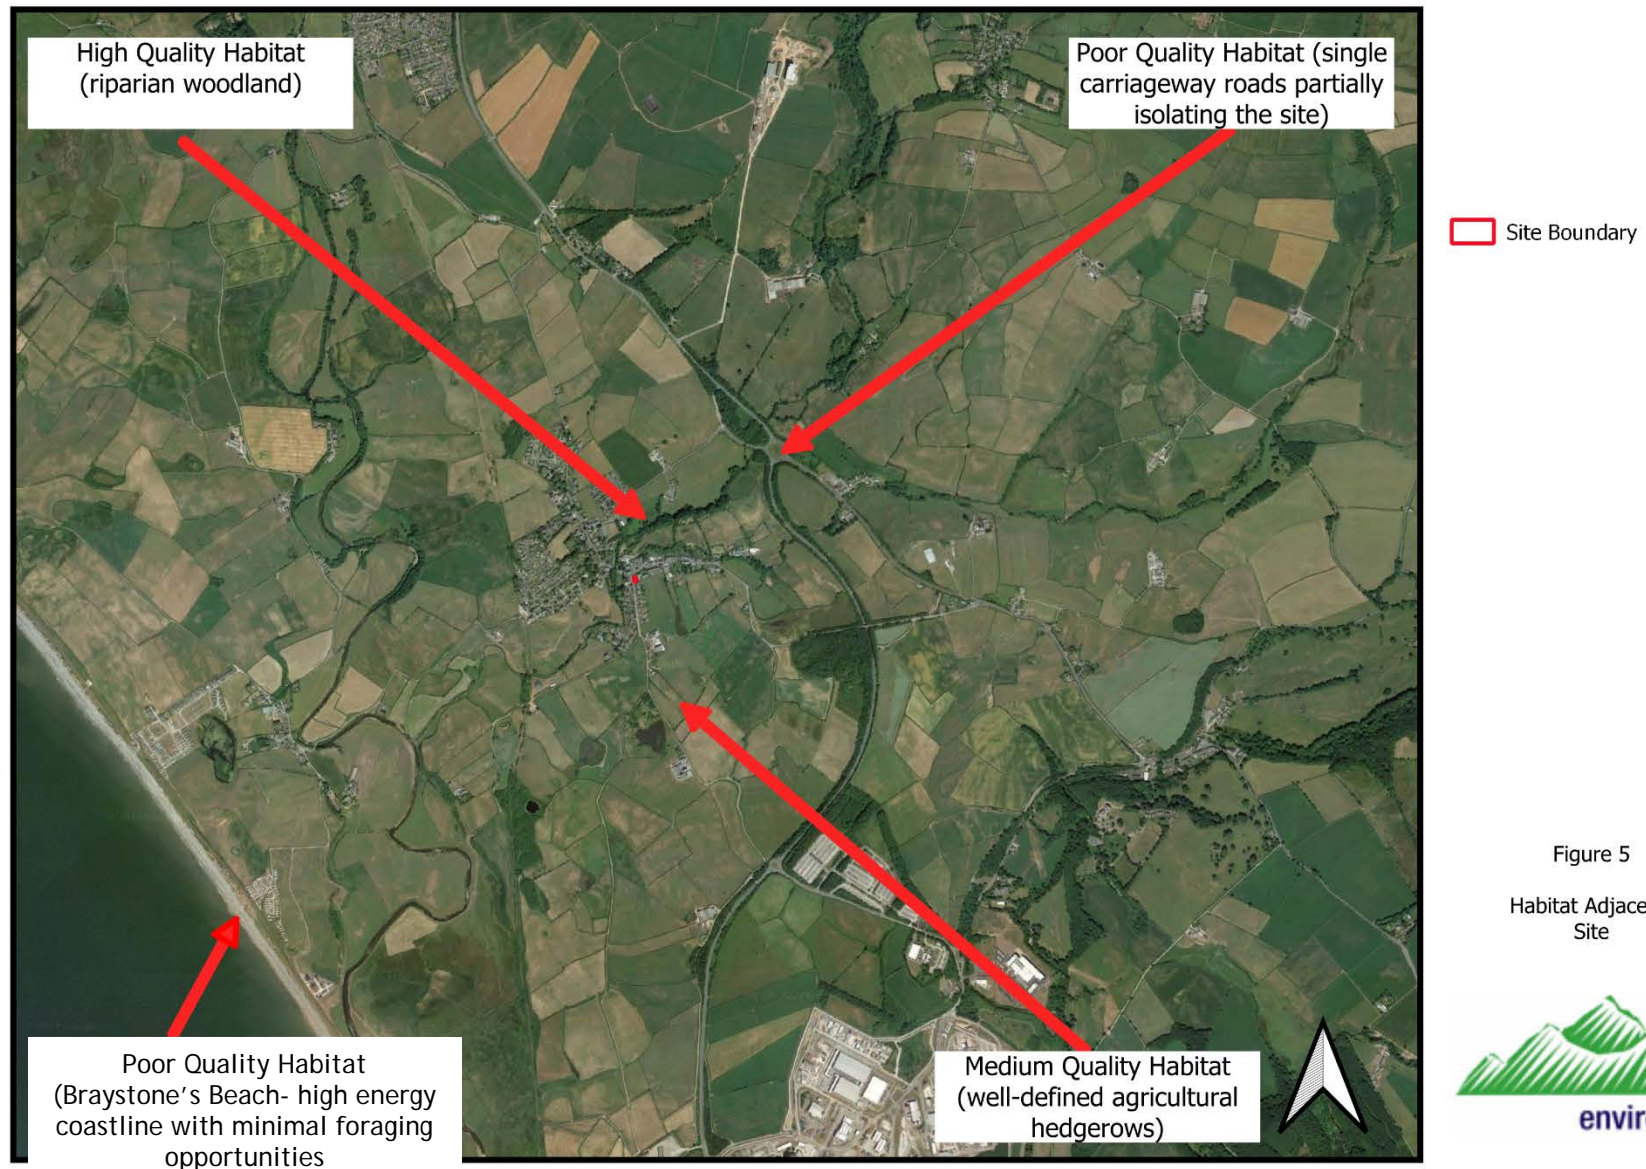 High Quality Habitat
(riparian woodland)
Poor Quality Habitat (single
carriageway roads partially
isolating the site)
Site Boundary
Figure 5
Habitat Adjace
Site
envir
Poor Quality Habitat
(Braystone's Beach- high energy
coastline with minimal foraging
opportunities
Medium Quality Habitat
(well-defined agricultural
hedgerows)